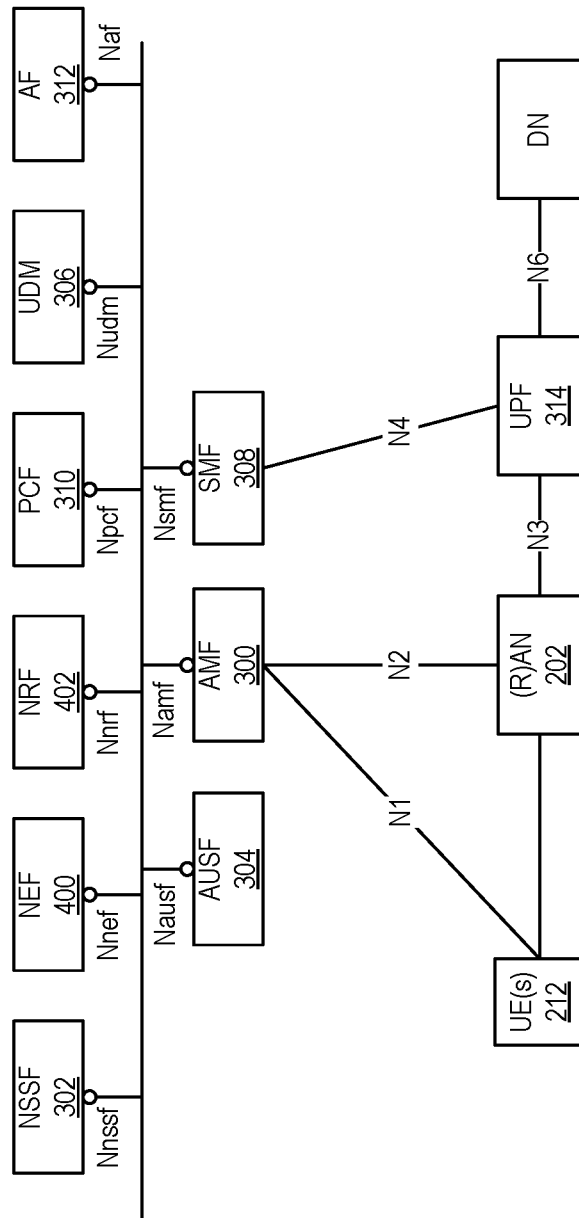 NSSF
302
NEF
400
NRF
402
PCF
310
UDM
306
AF
312
Nnssf
Nnef
Nnrf
Npcf
Nudm
Naf
Nausf
Namf
Nsmf
AUSF
304
AMF
300
SMF
308
N1
N2
N4
UE(s)
212
(R)AN
202
N3
UPF
314
N6
DN